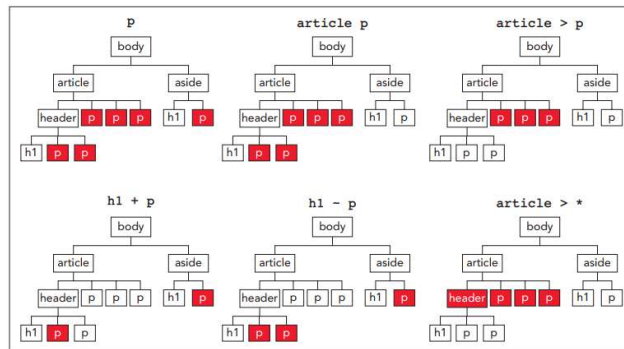 p article p article > p
body body body
article aside article aside article aside
header p p p h1 p header p p p h1 p header p p p h1 p
h1 p p h1 p p h1 p p
h1 + p h1 ~ p article > *
body body body
article aside article aside article aside
header p p p h1 p header p p p h1 p header p p p h1 p
h1 p p h1 p p h1 p p